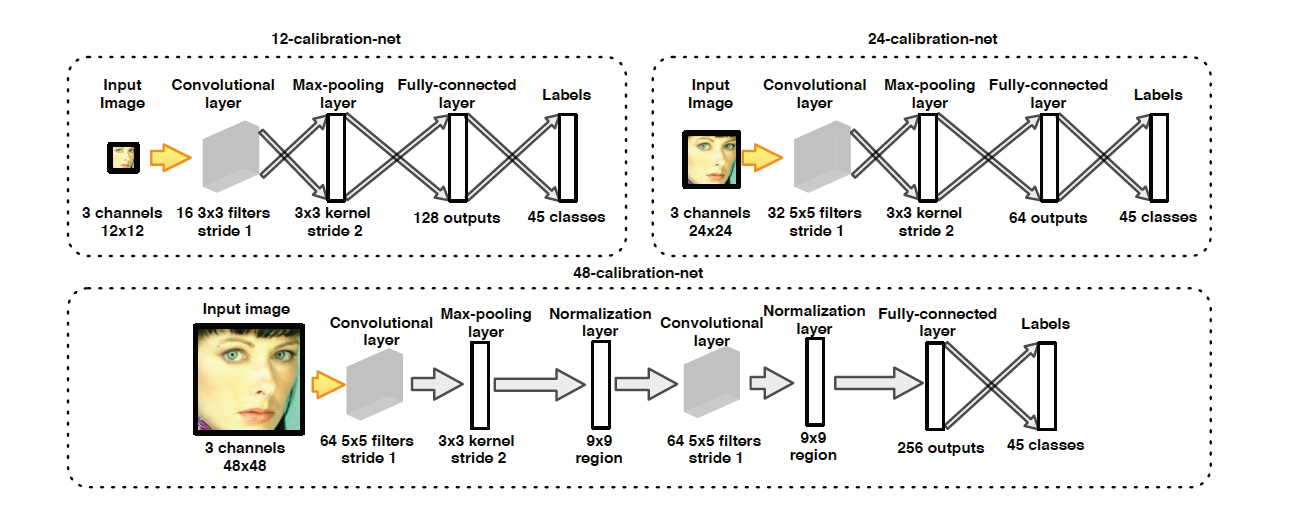 12-calibration-net
Input
Image
Convolutional
layer
Max-pooling
layer
Fully-connected
layer
Labels
3 channels
12x12
16 3x3 filters
stride 1
3x3 kernel
stride 2
128 outputs
45 classes
24-calibration-net
Input
Image
Convolutional
layer
Max-pooling
layer
Fully-connected
layer
Labels
3 channels
24x24
32 5x5 filters
stride 1
3x3 kernel
stride 2
64 outputs
45 classes
48-calibration-net
Input image
Convolutional
layer
Max-pooling
layer
Normalization
layer
Convolutional
layer
Normalization
layer
Fully-connected
layer
Labels
3 channels
48x48
64 5x5 filters
stride 1
3x3 kernel
stride 2
9x9
region
64 5x5 filters
stride 1
9x9
region
256 outputs
45 classes